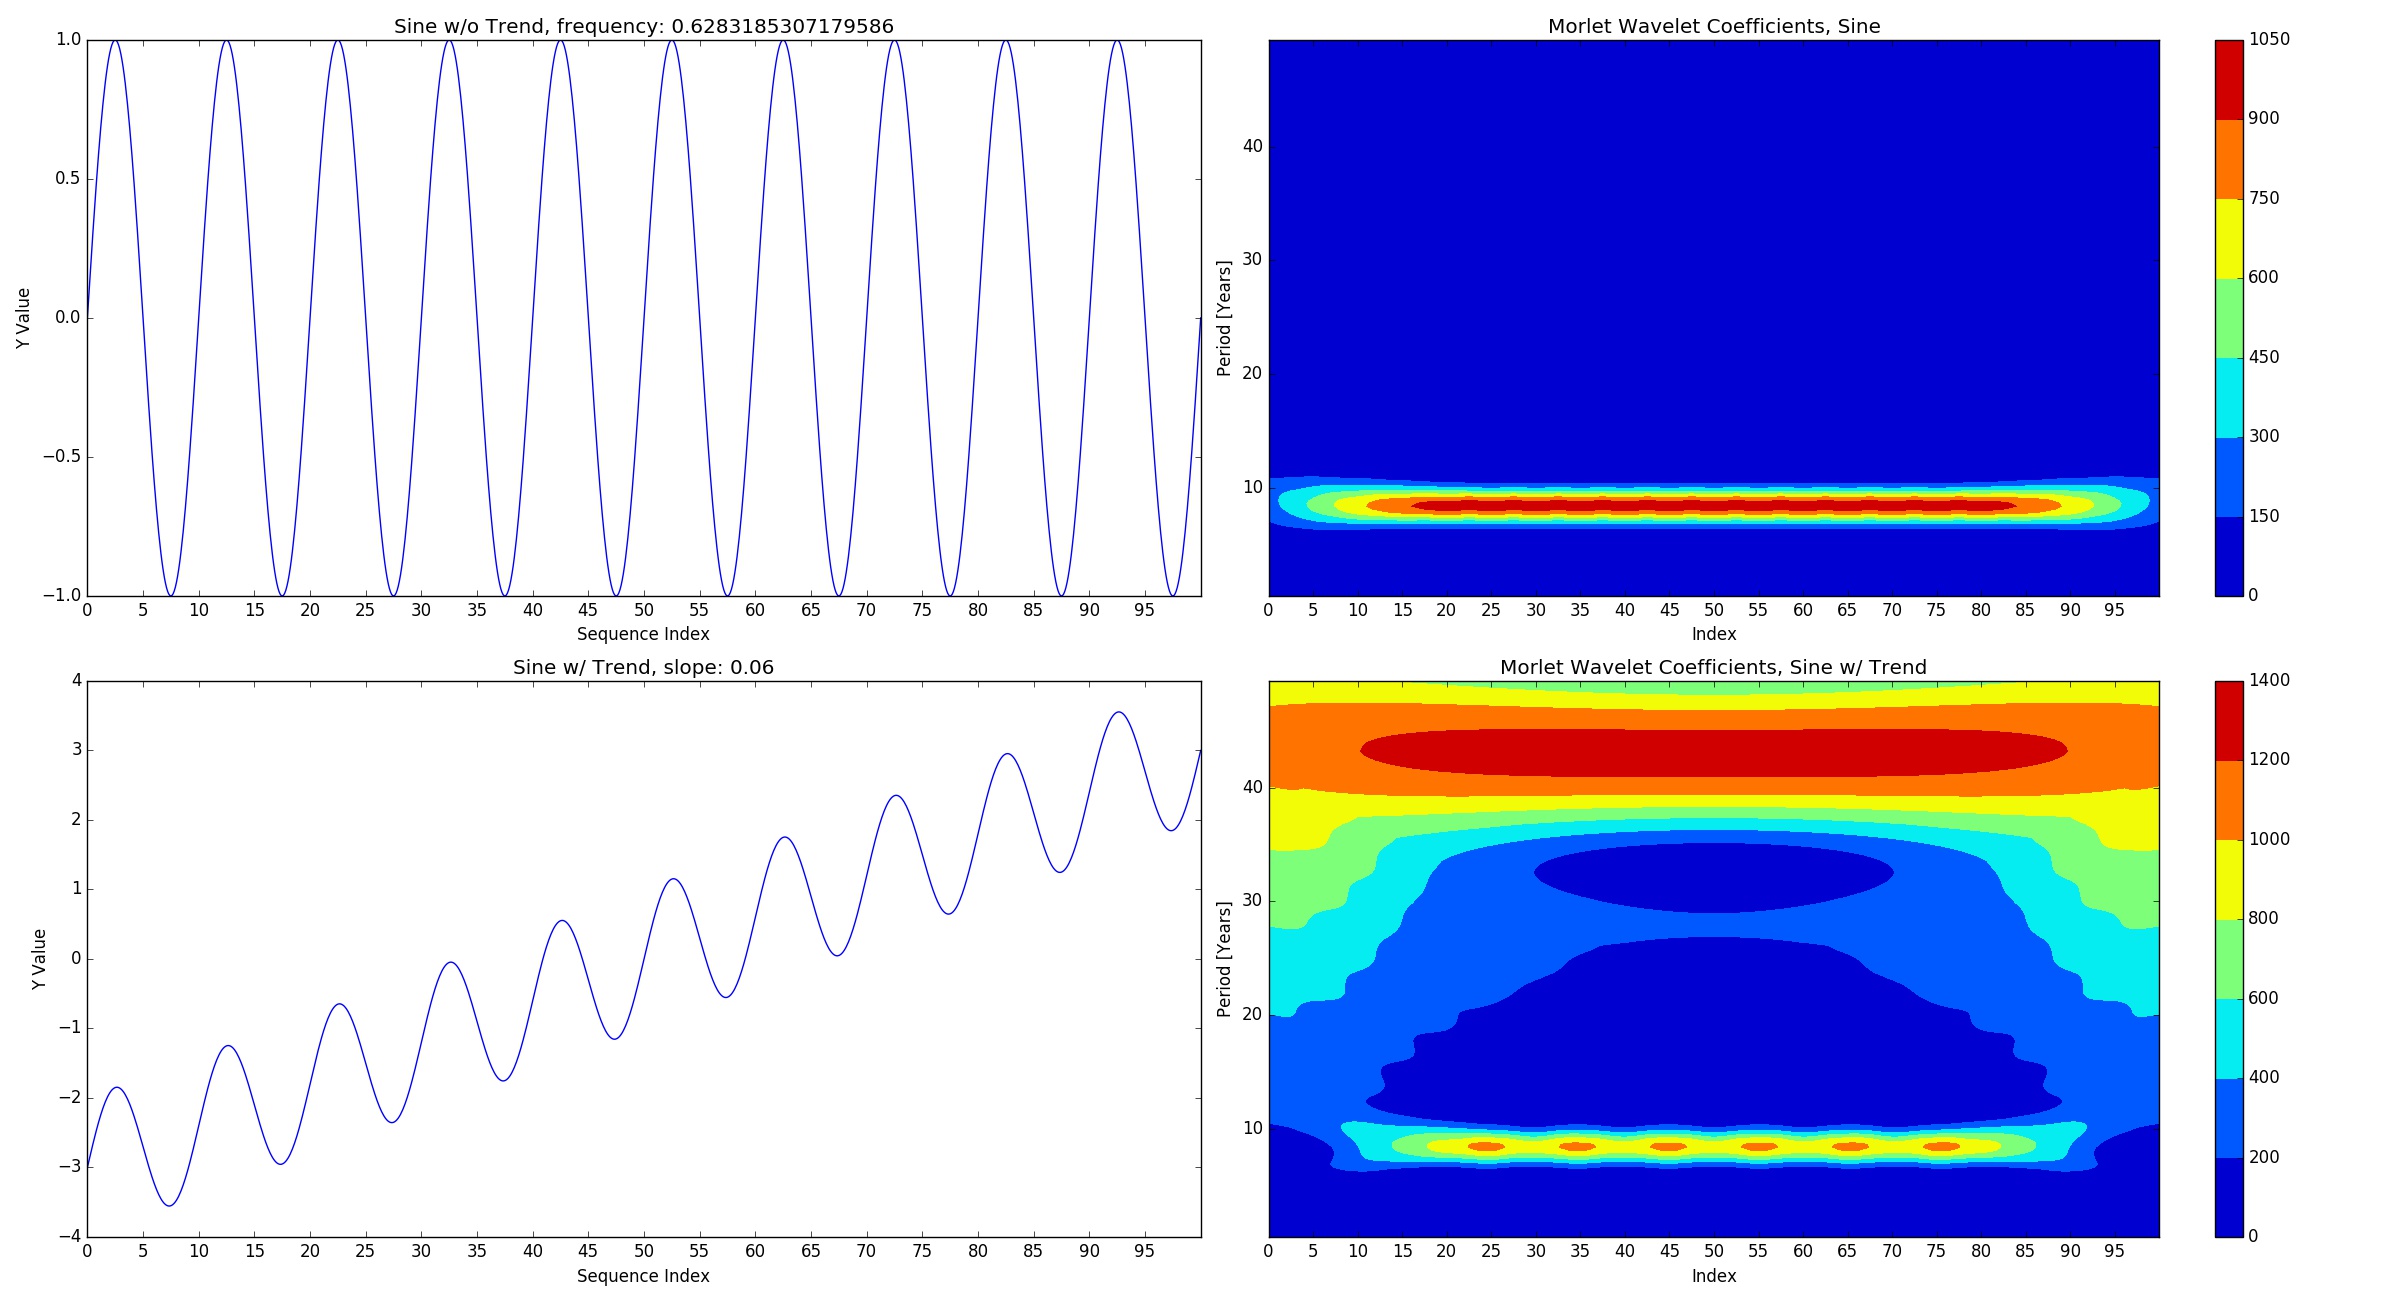 Sine w/o Trend, frequency: 0.6283185307179586
1.0
0.5
0.0
−0.5
−1.0
Y Value
0 5 10 15 20 25 30 35 40 45 50 55 60 65 70 75 80 85 90 95
Sequence Index
Morlet Wavelet Coefficients, Sine
40
30
20
10
Period [Years]
0 5 10 15 20 25 30 35 40 45 50 55 60 65 70 75 80 85 90 95
Index
1050
900
750
600
450
300
150
0
Sine w/ Trend, slope: 0.06
4
3
2
1
0
−1
−2
−3
−4
Y Value
0 5 10 15 20 25 30 35 40 45 50 55 60 65 70 75 80 85 90 95
Sequence Index
Morlet Wavelet Coefficients, Sine w/ Trend
40
30
20
10
Period [Years]
0 5 10 15 20 25 30 35 40 45 50 55 60 65 70 75 80 85 90 95
Index
1400
1200
1000
800
600
400
200
0